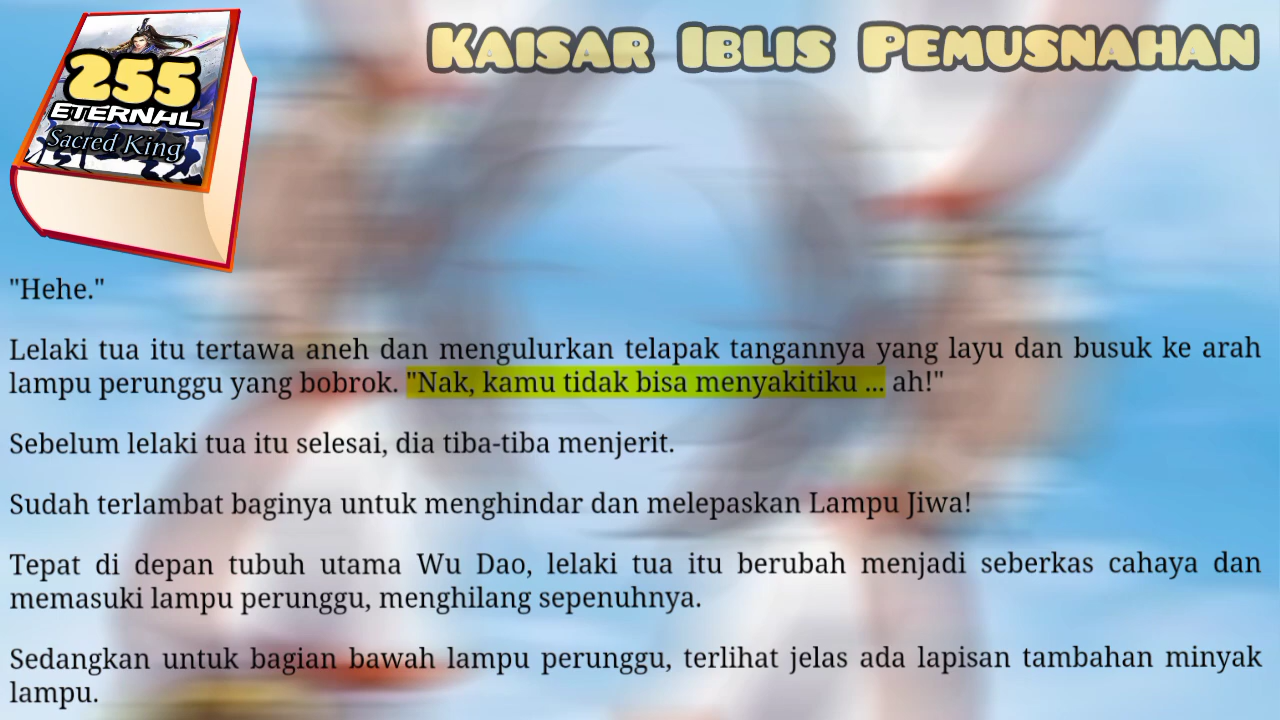 255
ETERNAL
Sacred King
Kaisar Iblis Pemusnahan
"Hehe."
Lelaki tua itu tertawa aneh dan mengulurkan telapak tangannya yang layu dan busuk ke arah
lampu perunggu yang bobrok. "Nak, kamu tidak bisa menyakitiku ... ah!"
Sebelum lelaki tua itu selesai, dia tiba-tiba menjerit.
Sudah terlambat baginya untuk menghindar dan melepaskan Lampu Jiwa!
Tepat di depan tubuh utama Wu Dao, lelaki tua itu berubah menjadi seberkas cahaya dan
memasuki lampu perunggu, menghilang sepenuhnya.
Sedangkan untuk bagian bawah lampu perunggu, terlihat jelas ada lapisan tambahan minyak
lampu.